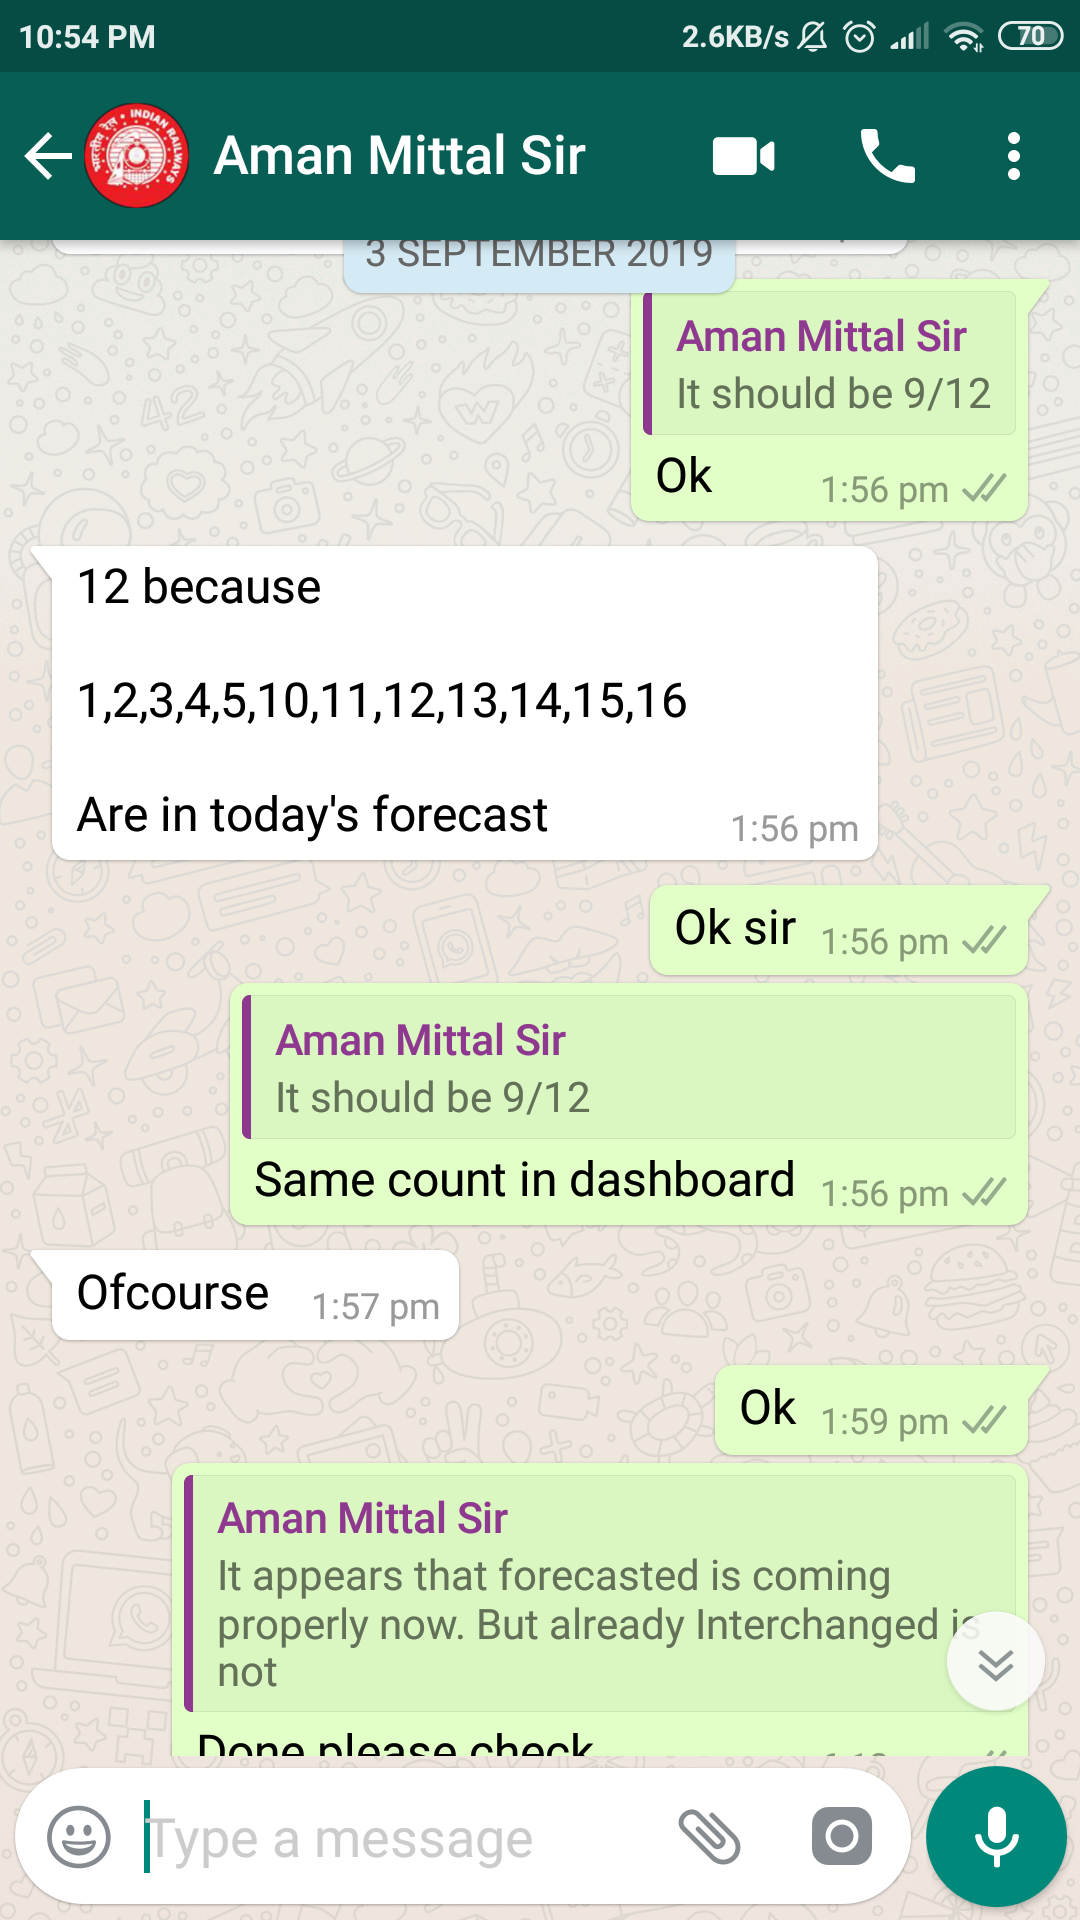 10:54 PM 2.6KB/s 70
भारतीय रेल INDIAN RAILWAYS
Aman Mittal Sir
3 SEPTEMBER 2019
Aman Mittal Sir
It should be 9/12
Ok 1:56 pm
12 because
1,2,3,4,5,10,11,12,13,14,15,16
Are in today's forecast 1:56 pm
Ok sir 1:56 pm
Aman Mittal Sir
It should be 9/12
Same count in dashboard 1:56 pm
Ofcourse 1:57 pm
Ok 1:59 pm
Aman Mittal Sir
It appears that forecasted is coming
properly now. But already Interchanged is
not
Done please check
Type a message